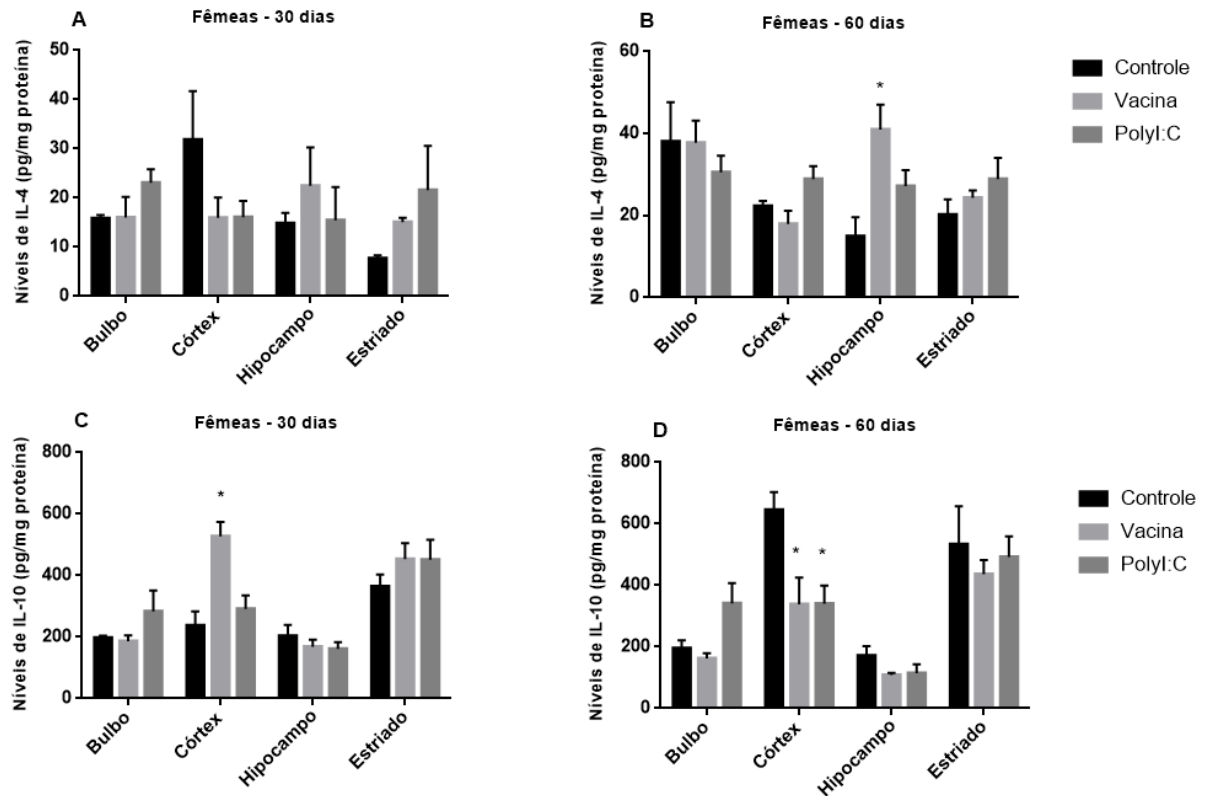 A
Fêmeas - 30 dias
Níveis de IL-4 (pg/mg proteína)
50
40
30
20
10
0
Bulbo
Córtex
Hipocampo
Estriado
B
Fêmeas - 60 dias
Níveis de IL-4 (pg/mg proteína)
60
40
20
0
*
Bulbo
Córtex
Hipocampo
Estriado
Controle
Vacina
PolyI:C
C
Fêmeas - 30 dias
Níveis de IL-10 (pg/mg proteína)
800
600
400
200
0
*
Bulbo
Córtex
Hipocampo
Estriado
D
Fêmeas - 60 dias
Níveis de IL-10 (pg/mg proteína)
800
600
400
200
0
* *
Bulbo
Córtex
Hipocampo
Estriado
Controle
Vacina
PolyI:C